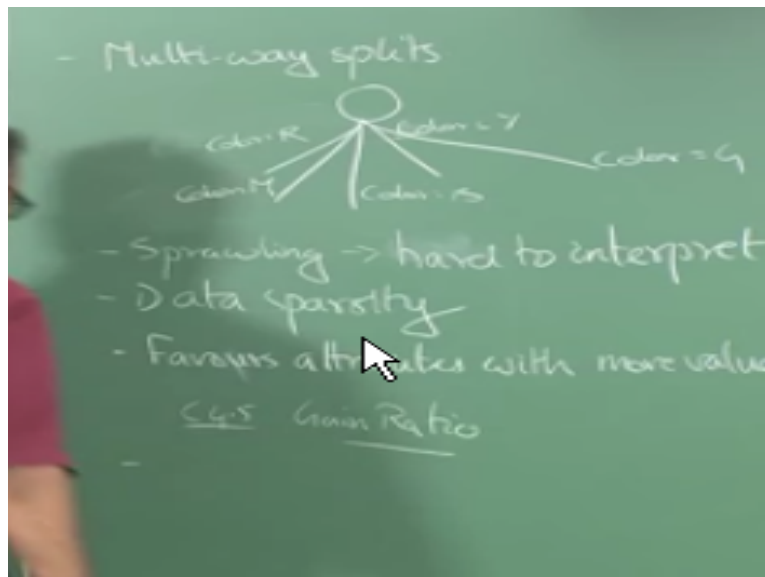 - Multi-way splits
Color=R
Color=Y
Color=G
Color=M
Color=B
- Sprawling -> hard to interpret
- Data sparsity
- Favours attributes with more value
C4.5 Gain Ratio
-